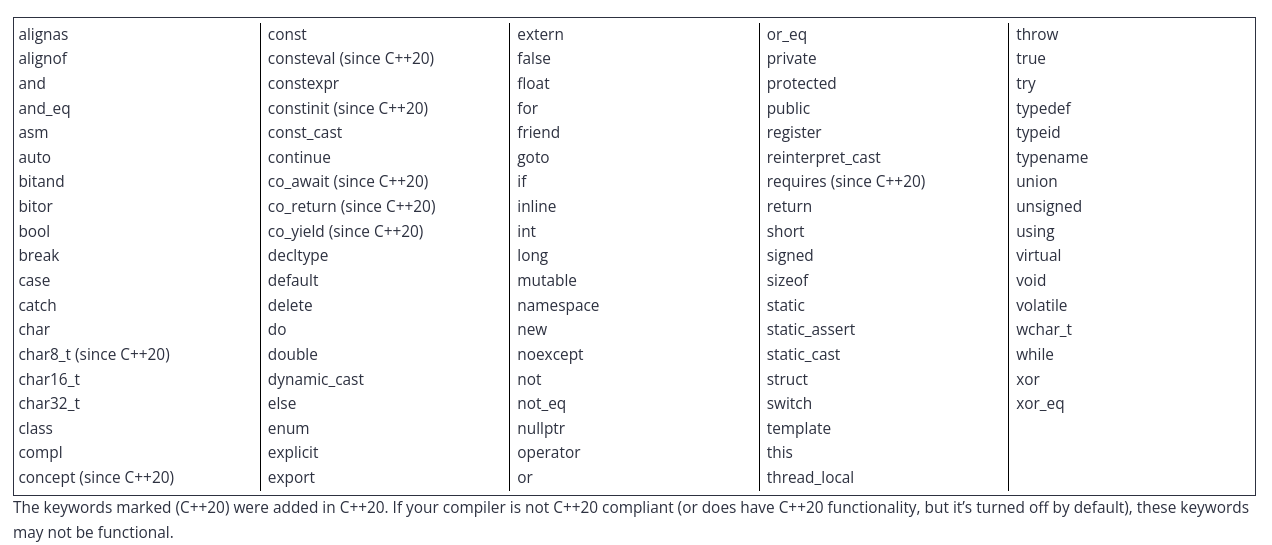 alignas
alignof
and
and_eq
asm
auto
bitand
bitor
bool
break
case
catch
char
char8_t (since C++20)
char16_t
char32_t
class
compl
concept (since C++20)
const
consteval (since C++20)
constexpr
constinit (since C++20)
const_cast
continue
co_await (since C++20)
co_return (since C++20)
co_yield (since C++20)
decltype
default
delete
do
double
dynamic_cast
else
enum
explicit
export
extern
false
float
for
friend
goto
if
inline
int
long
mutable
namespace
new
noexcept
not
not_eq
nullptr
operator
or
or_eq
private
protected
public
register
reinterpret_cast
requires (since C++20)
return
short
signed
sizeof
static
static_assert
static_cast
struct
switch
template
this
thread_local
throw
true
try
typedef
typeid
typename
union
unsigned
using
virtual
void
volatile
wchar_t
while
xor
xor_eq
The keywords marked (C++20) were added in C++20. If your compiler is not C++20 compliant (or does have C++20 functionality, but it’s turned off by default), these keywords
may not be functional.